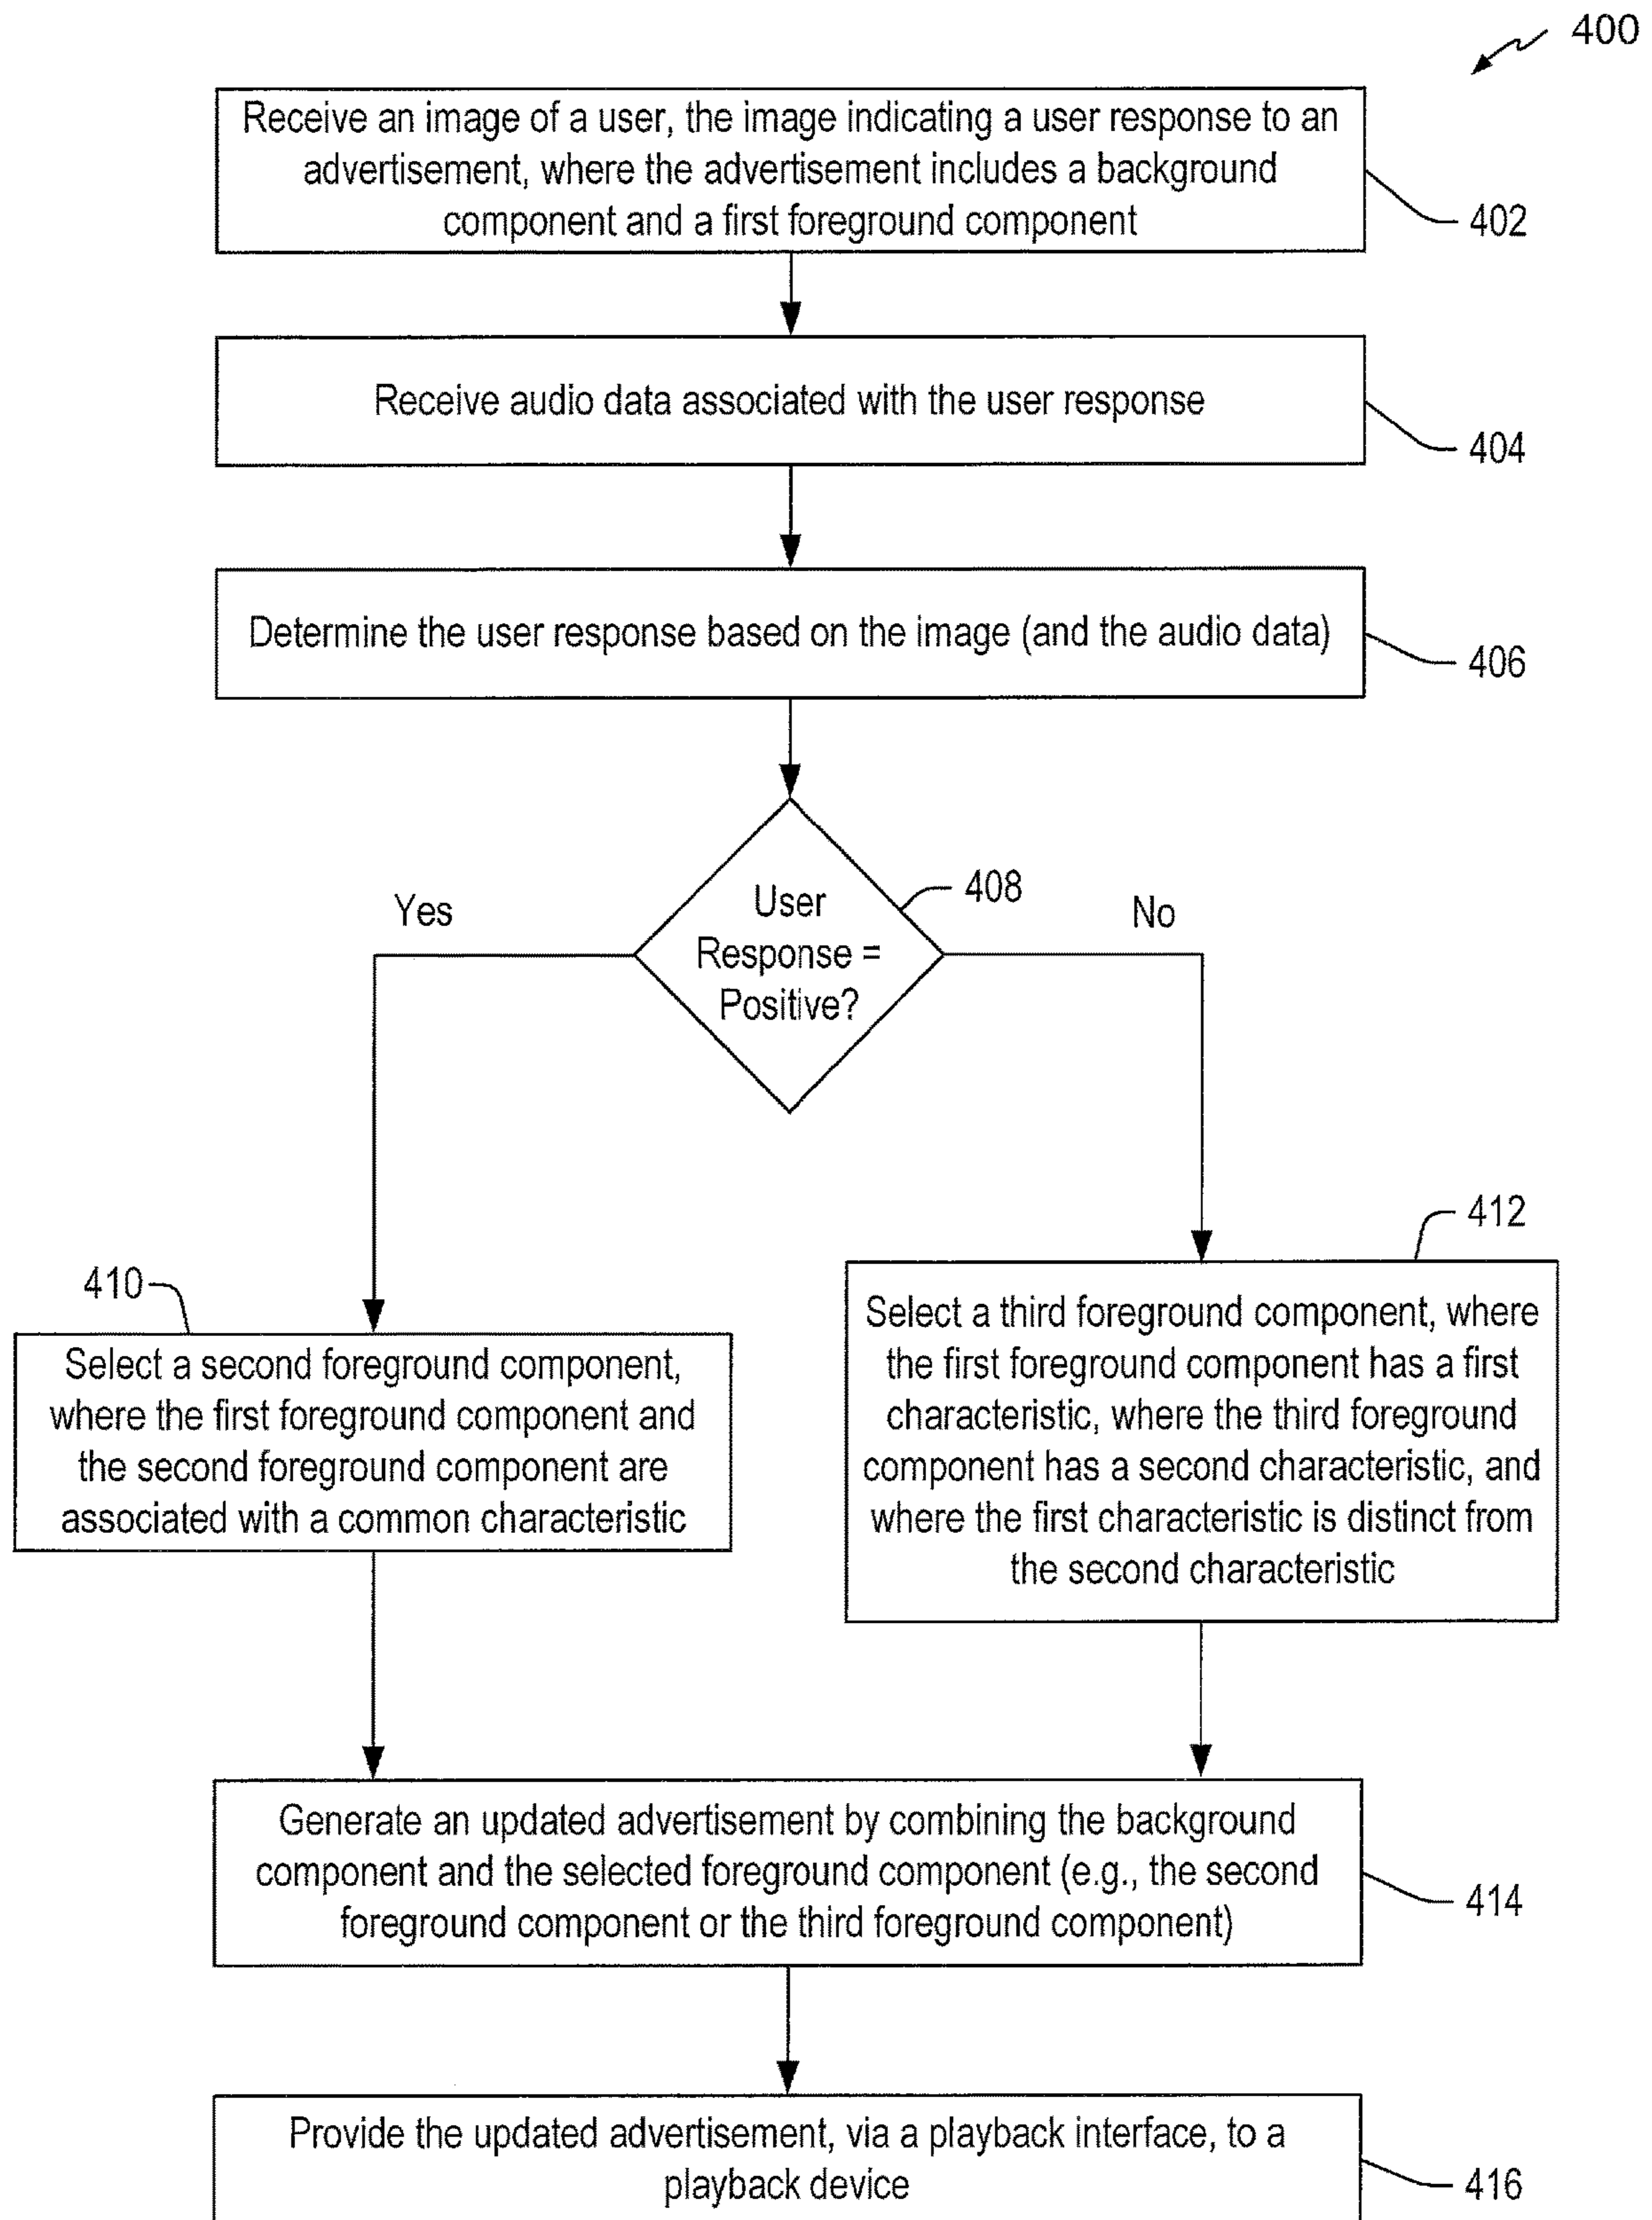 400
Receive an image of a user, the image indicating a user response to an
advertisement, where the advertisement includes a background
component and a first foreground component
402
Receive audio data associated with the user response
404
Determine the user response based on the image (and the audio data)
406
User
Response =
Positive?
408
Yes
No
410
Select a second foreground component,
where the first foreground component and
the second foreground component are
associated with a common characteristic
412
Select a third foreground component, where
the first foreground component has a first
characteristic, where the third foreground
component has a second characteristic, and
where the first characteristic is distinct from
the second characteristic
Generate an updated advertisement by combining the background
component and the selected foreground component (e.g., the second
foreground component or the third foreground component)
414
Provide the updated advertisement, via a playback interface, to a
playback device
416